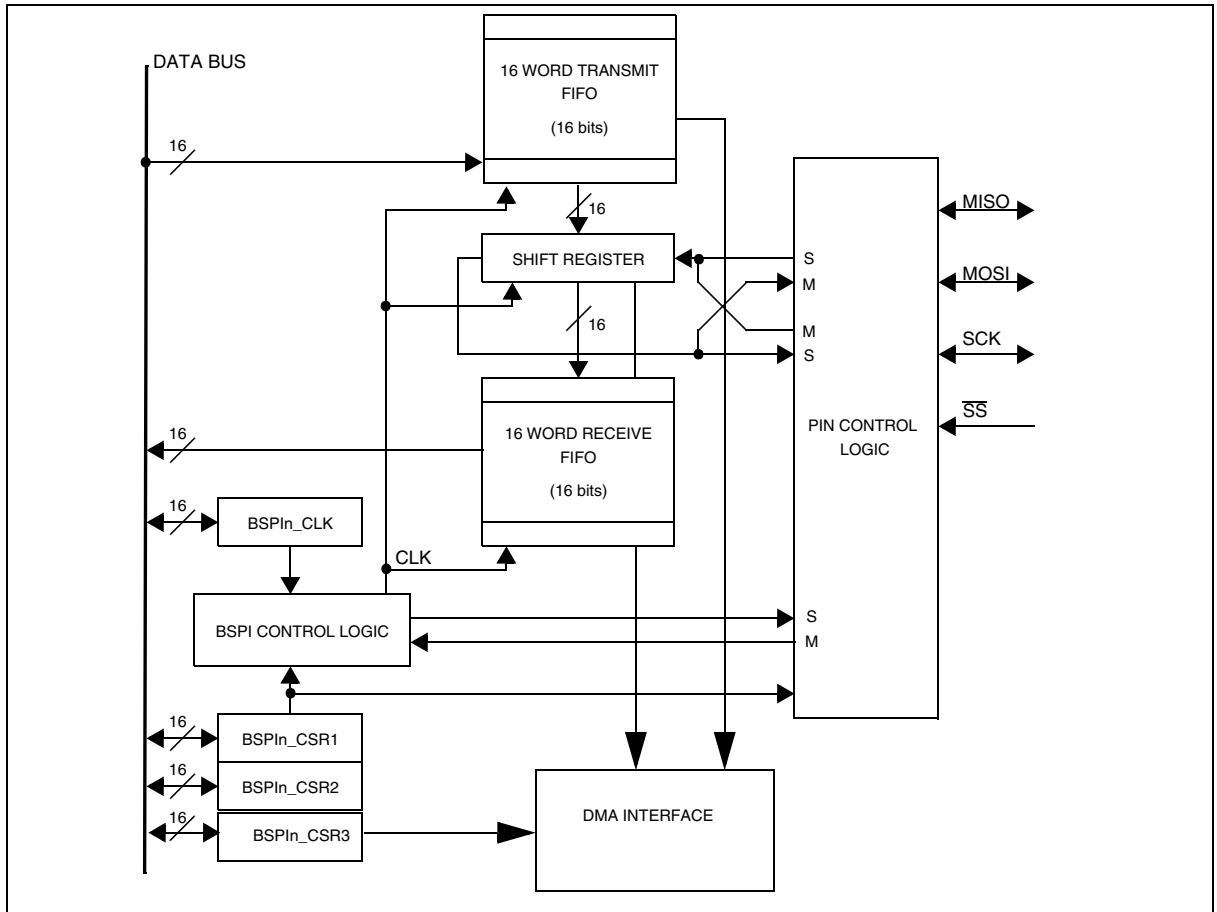 DATA BUS
16 WORD TRANSMIT
FIFO
(16 bits)
16
16
MISO
SHIFT REGISTER
S
M
MOSI
16
M
S
SCK
SS
16 WORD RECEIVE
FIFO
(16 bits)
16
PIN CONTROL
LOGIC
16
BSPIn_CLK
CLK
BSPI CONTROL LOGIC
S
M
16
BSPIn_CSR1
16
BSPIn_CSR2
16
BSPIn_CSR3
DMA INTERFACE